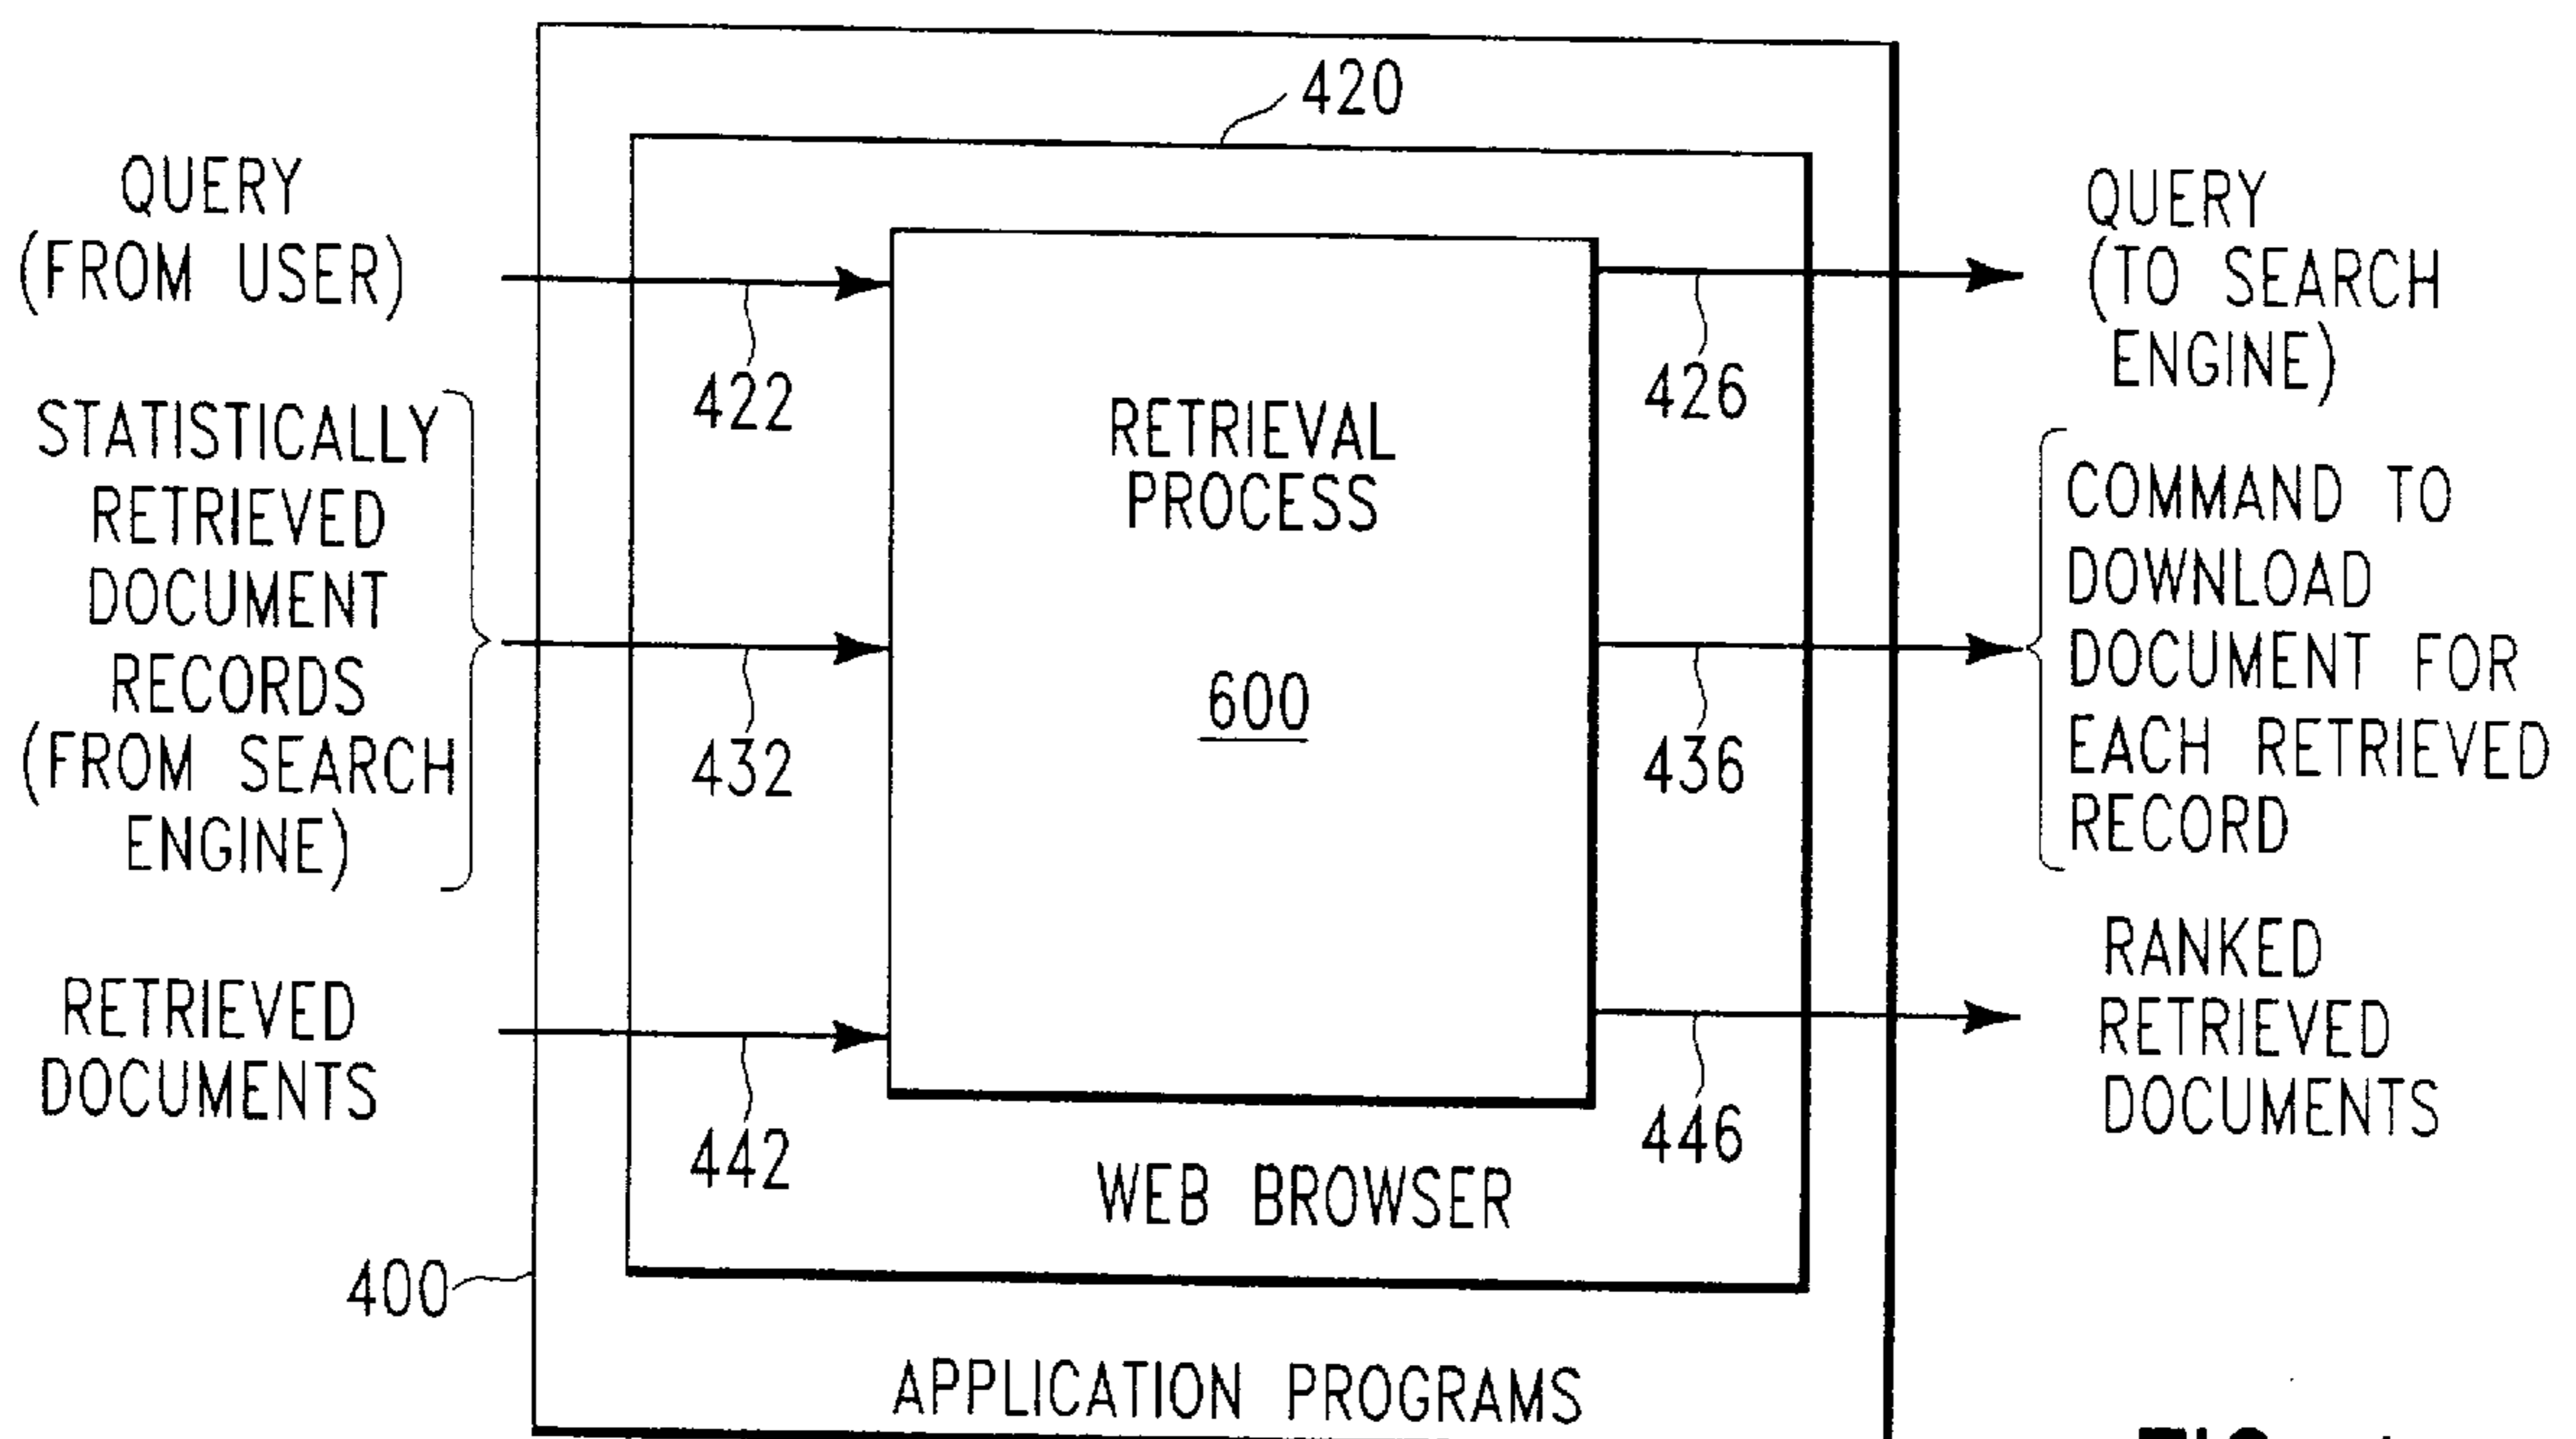 420
QUERY
(FROM USER)
422
STATISTICALLY
RETRIEVED
DOCUMENT
RECORDS
(FROM SEARCH
ENGINE)
432
RETRIEVED
DOCUMENTS
442
RETRIEVAL
PROCESS
600
WEB BROWSER
400
APPLICATION PROGRAMS
QUERY
(TO SEARCH
ENGINE)
426
COMMAND TO
DOWNLOAD
DOCUMENT FOR
EACH RETRIEVED
RECORD
436
RANKED
RETRIEVED
DOCUMENTS
446